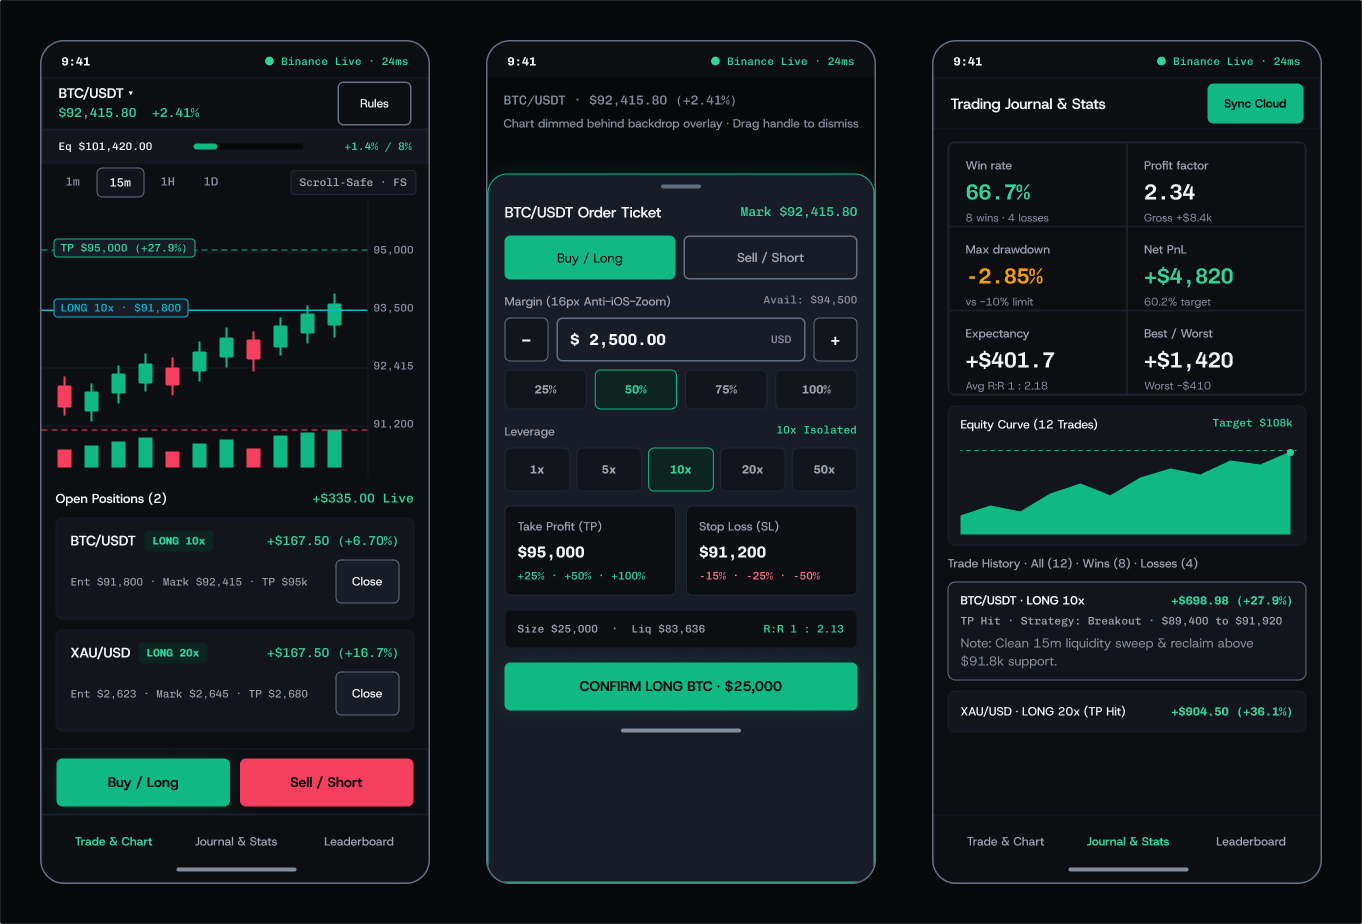 9:41
Binance Live · 24ms
BTC/USDT ▾
$92,415.80 +2.41%
Rules
Eq $101,420.00
+1.4% / 8%
1m 15m 1H 1D
Scroll-Safe · FS
TP $95,000 (+27.9%)
95,000
LONG 10x · $91,800
93,500
92,415
91,200
Open Positions (2)
+$335.00 Live
BTC/USDT LONG 10x +$167.50 (+6.70%)
Ent $91,800 · Mark $92,415 · TP $95k
Close
XAU/USD LONG 20x +$167.50 (+16.7%)
Ent $2,623 · Mark $2,645 · TP $2,680
Close
Buy / Long
Sell / Short
Trade & Chart Journal & Stats Leaderboard
9:41
Binance Live · 24ms
BTC/USDT · $92,415.80 (+2.41%)
Chart dimmed behind backdrop overlay · Drag handle to dismiss
BTC/USDT Order Ticket
Mark $92,415.80
Buy / Long
Sell / Short
Margin (16px Anti-iOS-Zoom)
Avail: $94,500
− $ 2,500.00 USD +
25% 50% 75% 100%
Leverage
10x Isolated
1x 5x 10x 20x 50x
Take Profit (TP)
$95,000
+25% · +50% · +100%
Stop Loss (SL)
$91,200
-15% · -25% · -50%
Size $25,000 · Liq $83,636
R:R 1 : 2.13
CONFIRM LONG BTC · $25,000
9:41
Binance Live · 24ms
Trading Journal & Stats
Sync Cloud
Win rate
66.7%
8 wins · 4 losses
Profit factor
2.34
Gross +$8.4k
Max drawdown
-2.85%
vs -10% limit
Net PnL
+$4,820
60.2% target
Expectancy
+$401.7
Avg R:R 1 : 2.18
Best / Worst
+$1,420
Worst -$410
Equity Curve (12 Trades)
Target $108k
Trade History · All (12) · Wins (8) · Losses (4)
BTC/USDT · LONG 10x
+$698.98 (+27.9%)
TP Hit · Strategy: Breakout · $89,400 to $91,920
Note: Clean 15m liquidity sweep & reclaim above
$91.8k support.
XAU/USD · LONG 20x (TP Hit)
+$904.50 (+36.1%)
Trade & Chart Journal & Stats Leaderboard